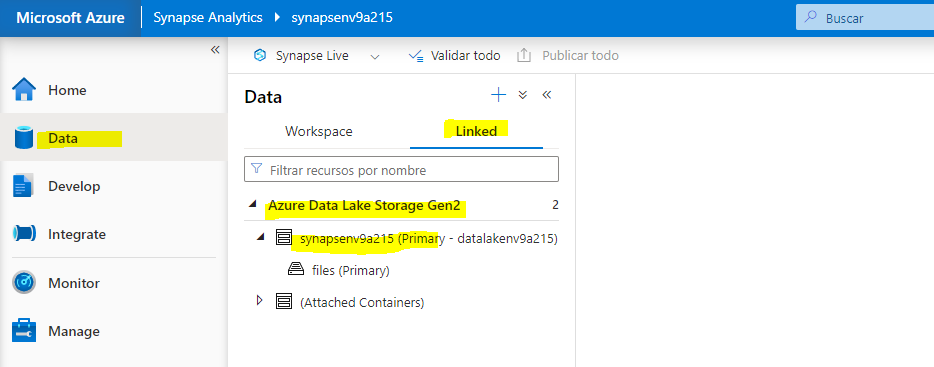 Microsoft Azure Synapse Analytics synapsenv9a215 Buscar
Synapse Live Validar todo Publicar todo
Home
Data
Develop
Integrate
Monitor
Manage
Data
Workspace Linked
Filtrar recursos por nombre
Azure Data Lake Storage Gen2 2
synapsenv9a215 (Primary - datalakenv9a215)
files (Primary)
(Attached Containers)